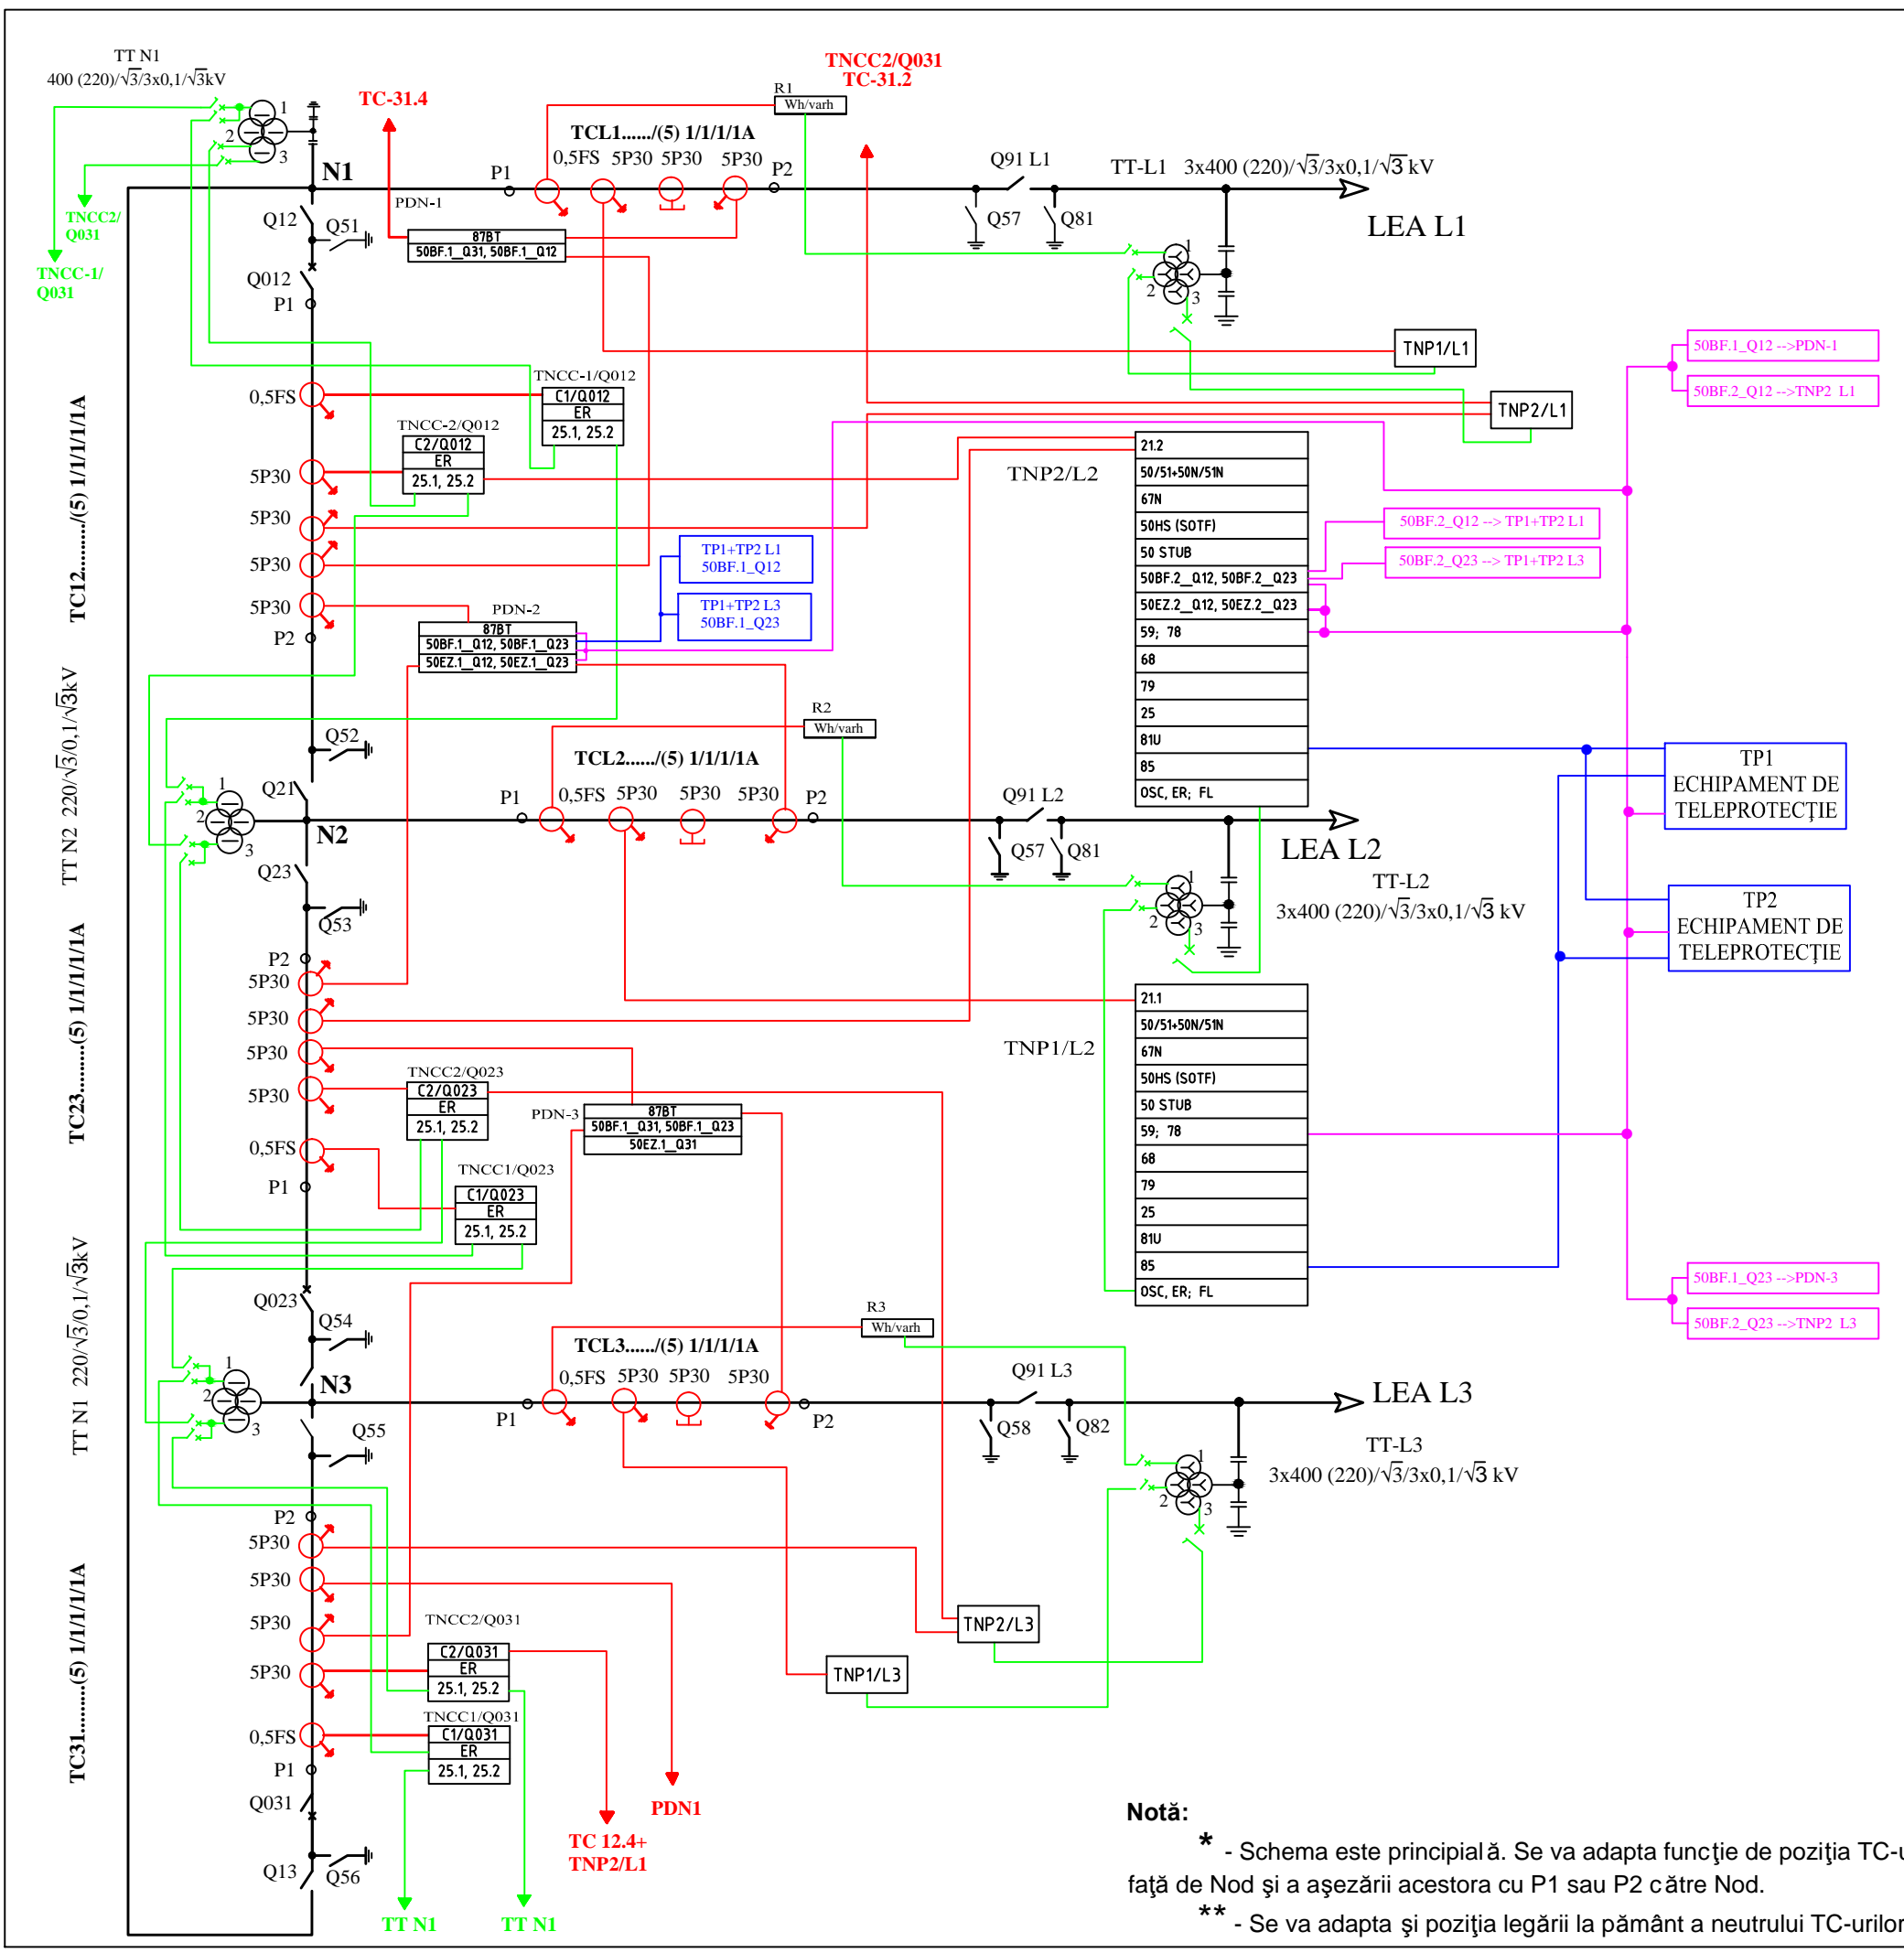 TT N1
400 (220)/√3/3x0,1/√3kV
1
2
3
TC-31.4
TNCC2/Q031
TC-31.2
R1
Wh/varh
TCL1....../(5) 1/1/1/1A
0,5FS 5P30 5P30 5P30
N1
P1
P2
Q91 L1
TT-L1 3x400 (220)/√3/3x0,1/√3 kV
LEA L1
PDN-1
87BT
50BF.1_Q31, 50BF.1_Q12
TNCC2/
Q031
TNCC-1/
Q031
Q12
Q51
Q012
P1
Q57
Q81
1
2
3
TNP1/L1
TNP2/L1
50BF.1_Q12 -->PDN-1
50BF.2_Q12 -->TNP2 L1
TC12.........../(5) 1/1/1/1/1A
0,5FS
5P30
5P30
5P30
5P30
P2
TNCC-1/Q012
C1/Q012
ER
25.1, 25.2
TNCC-2/Q012
C2/Q012
ER
25.1, 25.2
TNP2/L2
21.2
50/51+50N/51N
67N
50HS (SOTF)
50 STUB
50BF.2_Q12, 50BF.2_Q23
50EZ.2_Q12, 50EZ.2_Q23
59; 78
68
79
25
81U
85
OSC, ER; FL
50BF.2_Q12 --> TP1+TP2 L1
50BF.2_Q23 --> TP1+TP2 L3
TP1+TP2 L1
50BF.1_Q12
TP1+TP2 L3
50BF.1_Q23
PDN-2
87BT
50BF.1_Q12, 50BF.1_Q23
50EZ.1_Q12, 50EZ.1_Q23
TT N2 220/√3/0,1/√3kV
Q52
Q21
1
2
3
N2
R2
Wh/varh
TCL2....../(5) 1/1/1/1A
P1
0,5FS 5P30 5P30 5P30
P2
Q91 L2
Q57
Q81
LEA L2
TT-L2
3x400 (220)/√3/3x0,1/√3 kV
1
2
3
TP1
ECHIPAMENT DE
TELEPROTECŢIE
TP2
ECHIPAMENT DE
TELEPROTECŢIE
Q23
Q53
TC23.........(5) 1/1/1/1/1A
P2
5P30
5P30
5P30
5P30
0,5FS
P1
TNCC2/Q023
C2/Q023
ER
25.1, 25.2
TNCC1/Q023
C1/Q023
ER
25.1, 25.2
PDN-3
87BT
50BF.1_Q31, 50BF.1_Q23
50EZ.1_Q31
TNP1/L2
21.1
50/51+50N/51N
67N
50HS (SOTF)
50 STUB
59; 78
68
79
25
81U
85
OSC, ER; FL
50BF.1_Q23 -->PDN-3
50BF.2_Q23 -->TNP2 L3
TT N1 220/√3/0,1/√3kV
Q023
Q54
1
2
3
N3
R3
Wh/varh
TCL3....../(5) 1/1/1/1A
P1
0,5FS 5P30 5P30 5P30
P2
Q91 L3
Q58
Q82
LEA L3
TT-L3
3x400 (220)/√3/3x0,1/√3 kV
1
2
3
Q55
TC31........(5) 1/1/1/1/1A
P2
5P30
5P30
5P30
5P30
0,5FS
P1
Q031
Q13
Q56
TNCC2/Q031
C2/Q031
ER
25.1, 25.2
TNCC1/Q031
C1/Q031
ER
25.1, 25.2
TNP2/L3
TNP1/L3
PDN1
TC 12.4+
TNP2/L1
TT N1
TT N1
Notă:
* - Schema este principială. Se va adapta funcţie de poziţia TC-u
faţă de Nod şi a aşezării acestora cu P1 sau P2 către Nod.
** - Se va adapta şi poziţia legării la pământ a neutrului TC-urilor